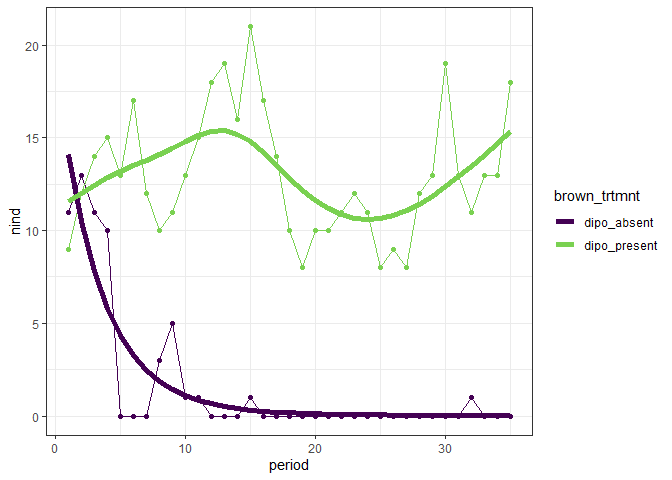 20
15
10
5
0
nind
0
10
20
30
period
brown_trtmnt
dipo_absent
dipo_present